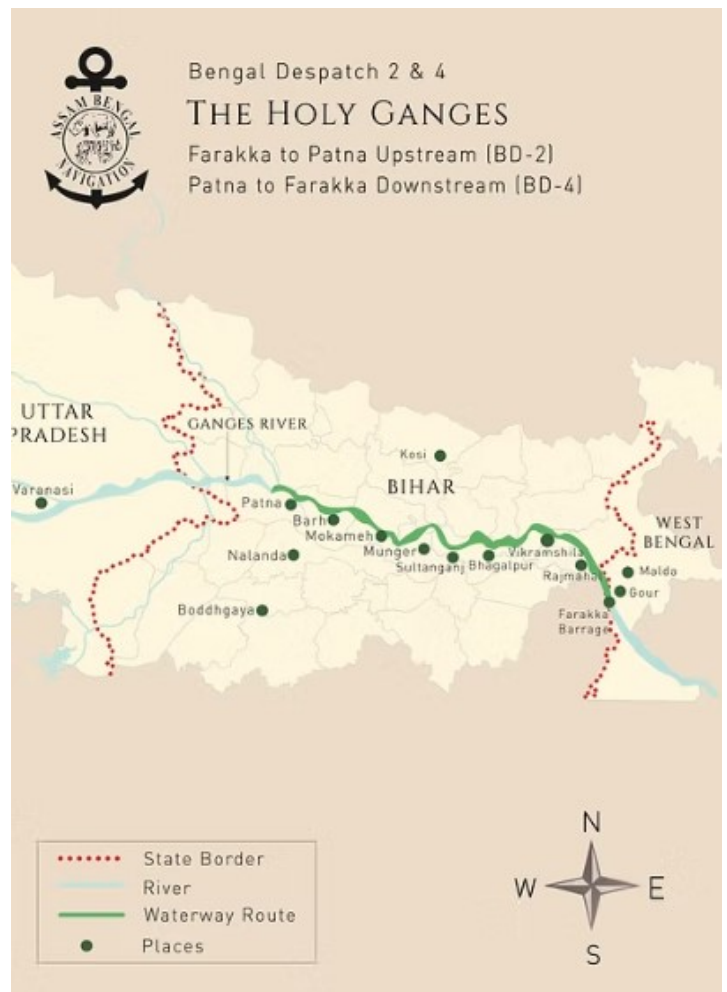 ASSAM BENGAL
NAVIGATION
Bengal Despatch 2 & 4
THE HOLY GANGES
Farakka to Patna Upstream (BD-2)
Patna to Farakka Downstream (BD-4)
UTTAR
PRADESH
GANGES RIVER
Kosi
BIHAR
Varanasi
Patna
Barh
Mokameh
Munger
Vikramshila
WEST
BENGAL
Nalanda
Sultanganj
Bhagalpur
Rajmahal
Malda
Gour
Boddhgaya
Farakka
Barrage
State Border
River
Waterway Route
Places
N
W
E
S